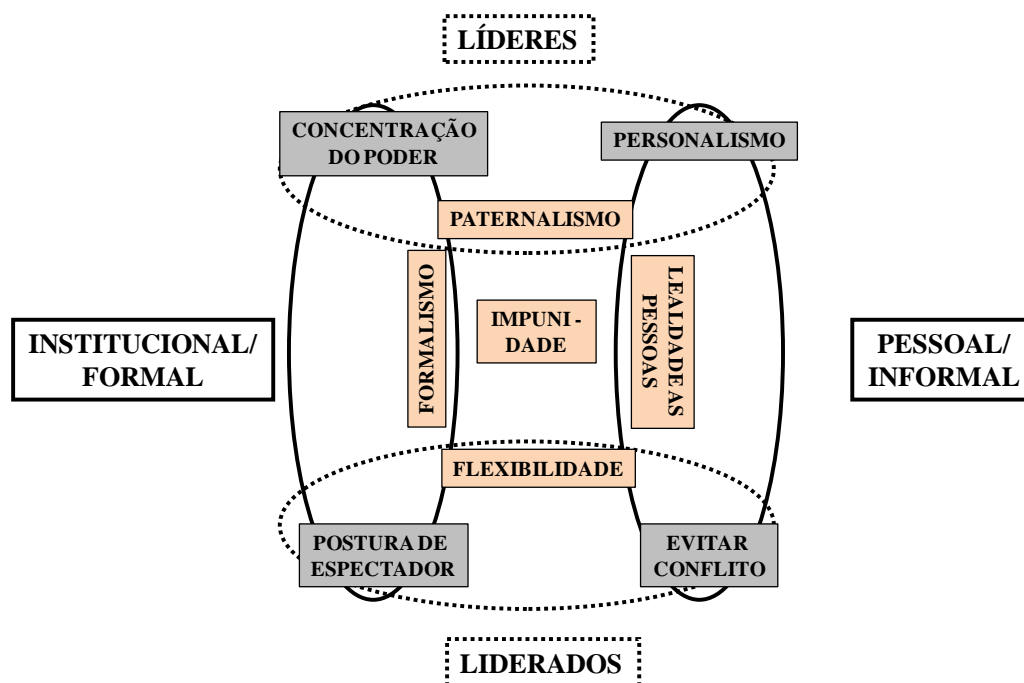 LÍDERES
CONCENTRAÇÃO
DO PODER
PERSONALISMO
PATERNALISMO
FORMALISMO
IMPUNI -
DADE
LEALDADE AS
PESSOAS
INSTITUCIONAL/
FORMAL
PESSOAL/
INFORMAL
FLEXIBILIDADE
POSTURA DE
ESPECTADOR
EVITAR
CONFLITO
LIDERADOS